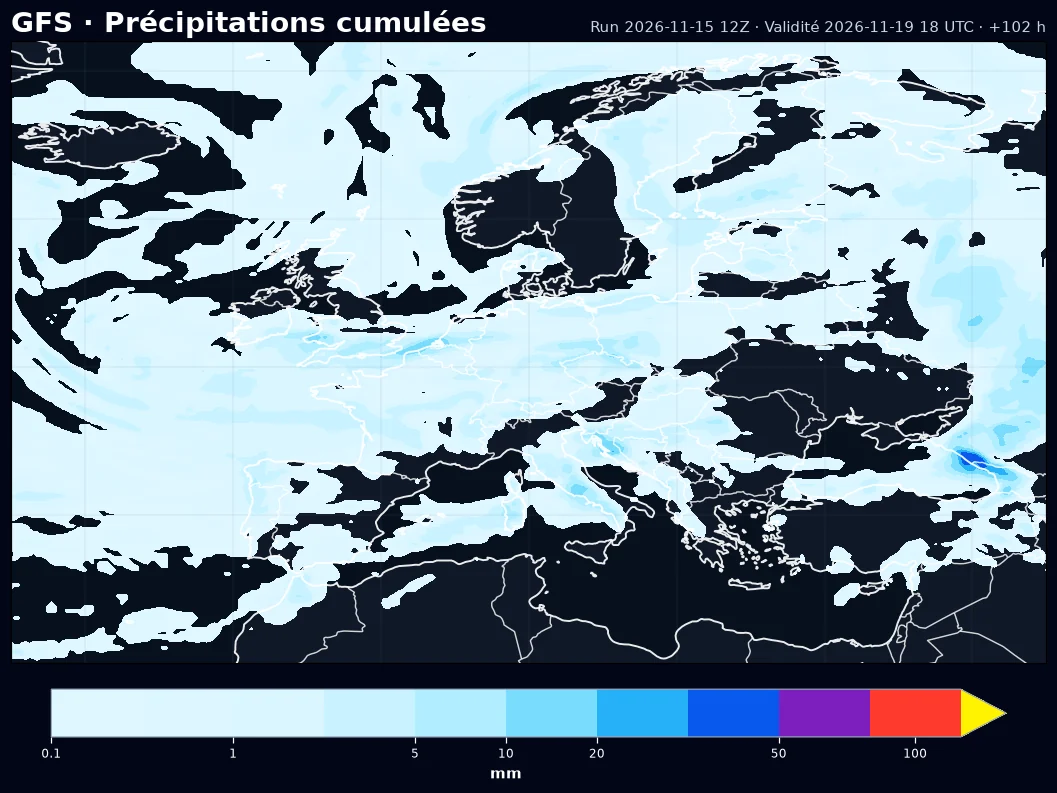 GFS · Précipitations cumulées
Run 2026-11-15 12Z · Validité 2026-11-19 18 UTC · +102 h
0.1 1 5 10 20 50 100
mm